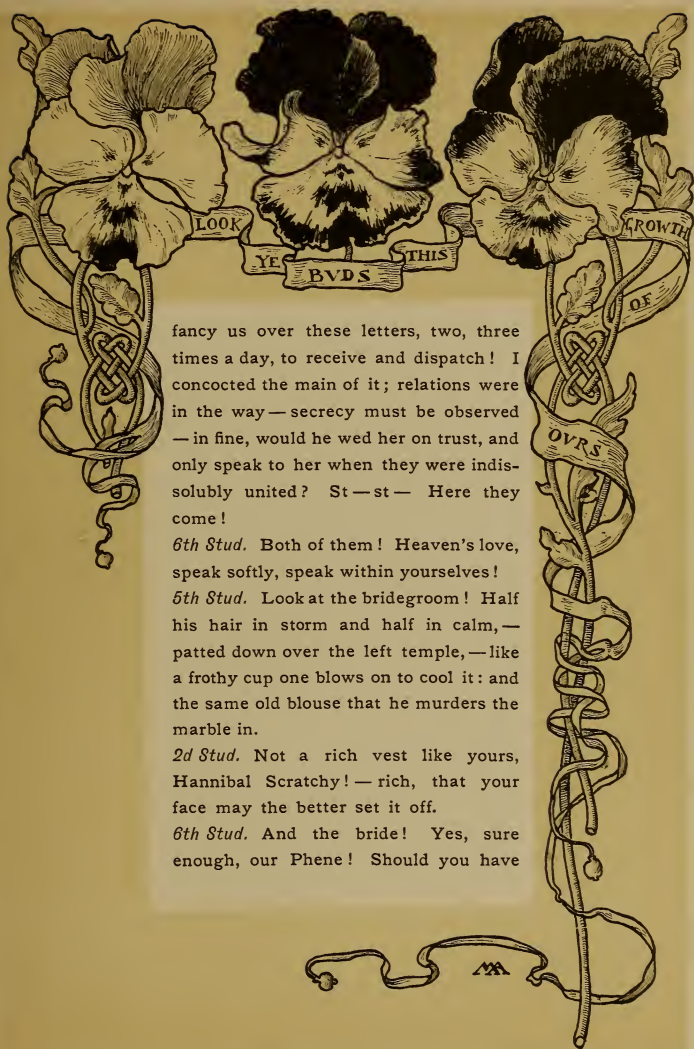 LOOK
YE
BVDS
THIS
GROWTH
OF
OVRS
fancy us over these letters, two, three
times a day, to receive and dispatch! I
concocted the main of it; relations were
in the way — secrecy must be observed
— in fine, would he wed her on trust, and
only speak to her when they were indis-
solubly united? St — st — Here they
come!
6th Stud. Both of them! Heaven's love,
speak softly, speak within yourselves!
5th Stud. Look at the bridegroom! Half
his hair in storm and half in calm, —
patted down over the left temple, — like
a frothy cup one blows on to cool it: and
the same old blouse that he murders the
marble in.
2d Stud. Not a rich vest like yours,
Hannibal Scratchy! — rich, that your
face may the better set it off.
6th Stud. And the bride! Yes, sure
enough, our Phene! Should you have